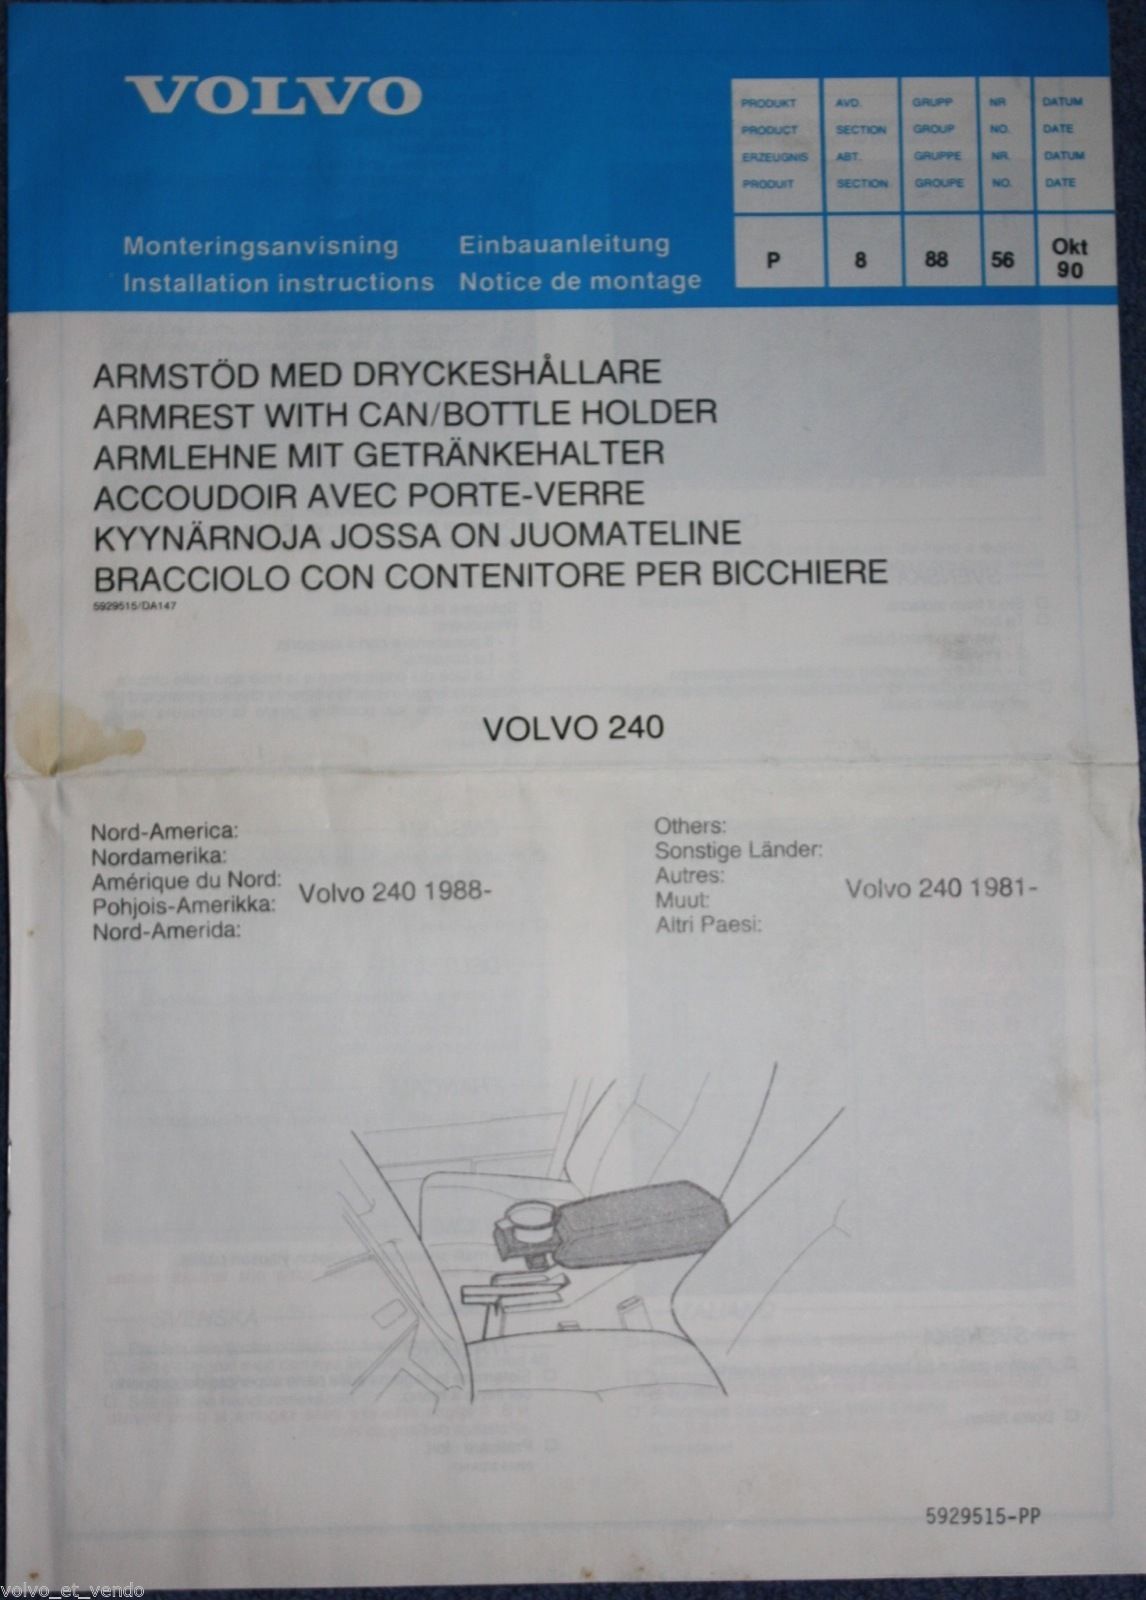 VOLVO
PRODUKT AVD. GRUPP NR DATUM
PRODUCT SECTION GROUP NO. DATE
ERZEUGNIS ABT. GRUPPE NR. DATUM
PRODUIT SECTION GROUPE NO. DATE
P 8 88 56 Okt 90
Monteringsanvisning Einbauanleitung
Installation instructions Notice de montage
ARMSTÖD MED DRYCKESHÅLLARE
ARMREST WITH CAN/BOTTLE HOLDER
ARMLEHNE MIT GETRÄNKEHALTER
ACCOUDOIR AVEC PORTE-VERRE
KYYNÄRNOJA JOSSA ON JUOMATELINE
BRACCIOLO CON CONTENITORE PER BICCHIERE
5929515/DA147
VOLVO 240
Nord-America:
Nordamerika:
Amérique du Nord:
Pohjois-Amerikka:
Nord-Amerida:
Volvo 240 1988-
Others:
Sonstige Länder:
Autres:
Muut:
Altri Paesi:
Volvo 240 1981-
5929515-PP
volvo_et_vendo